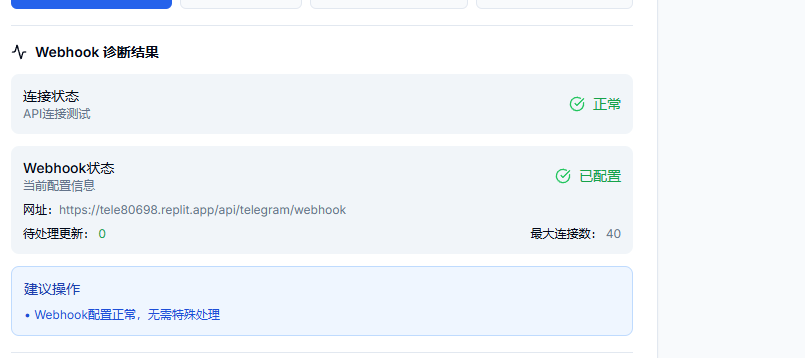 Webhook 诊断结果
连接状态
API连接测试
正常
Webhook状态
当前配置信息
已配置
网址：https://tele80698.replit.app/api/telegram/webhook
待处理更新：0
最大连接数：40
建议操作
• Webhook配置正常，无需特殊处理